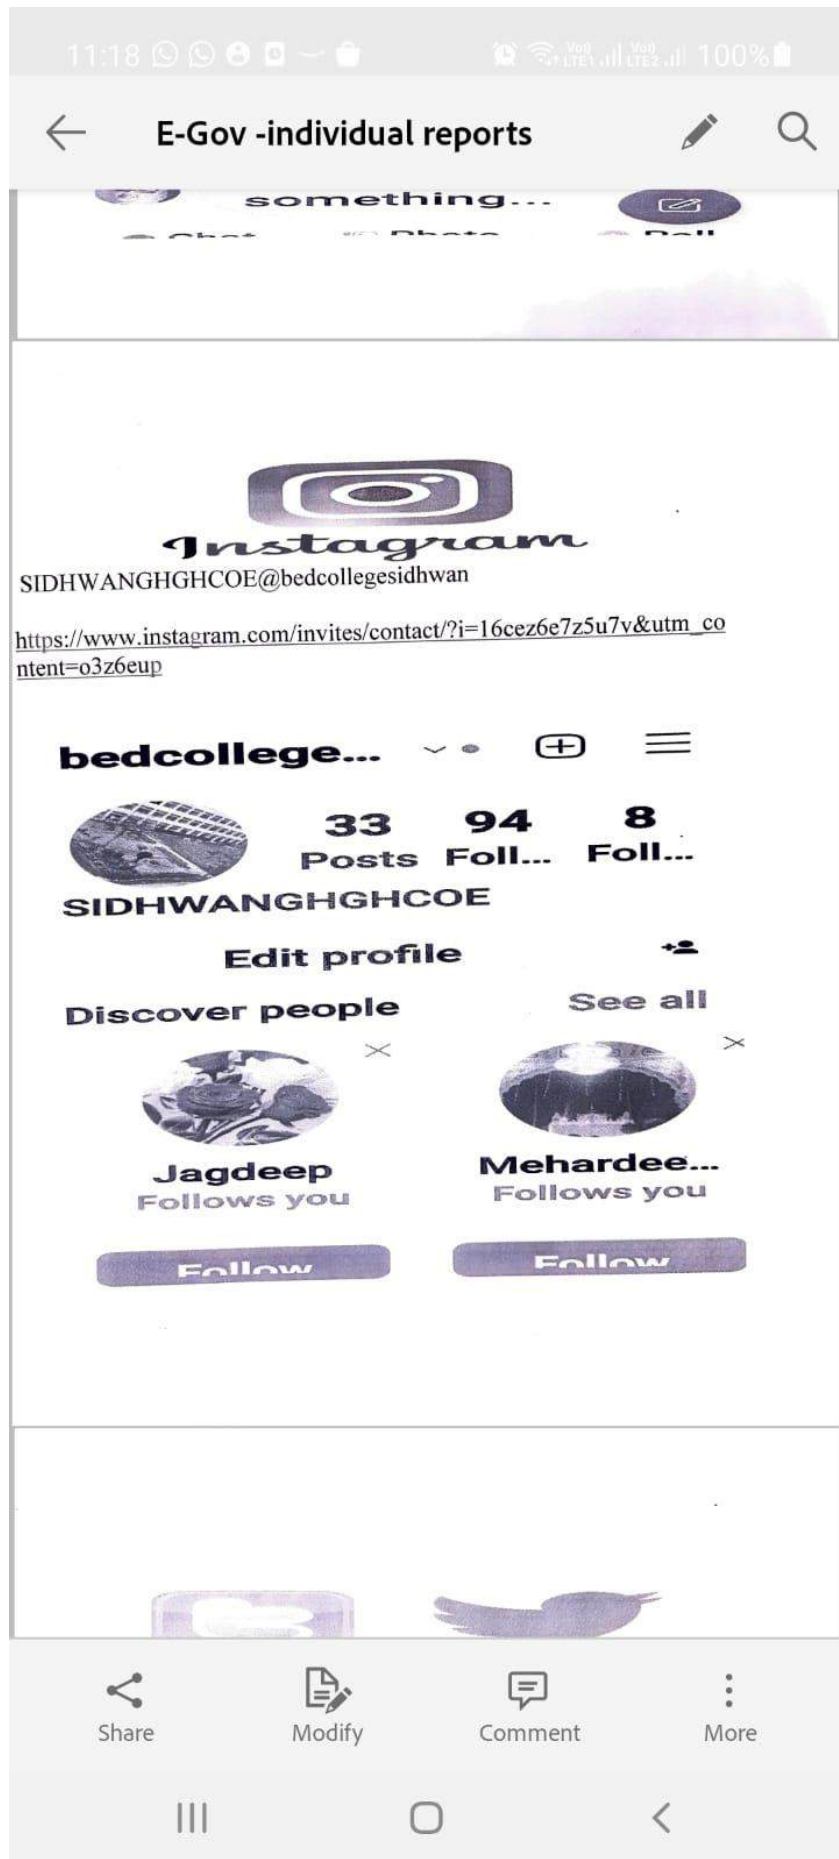 11:18 100%
E-Gov -individual reports
something...
Instagram
SIDHWANGHGHCOE@bedcollegesidhwan
https://www.instagram.com/invites/contact/?i=16cez6e7z5u7v&utm_co
ntent=o3z6eup
bedcollege...
33 94 8
Posts Foll... Foll...
SIDHWANGHGHCOE
Edit profile
Discover people See all
Jagdeep Mehardee...
Follows you Follows you
Follow Follow
Share Modify Comment More